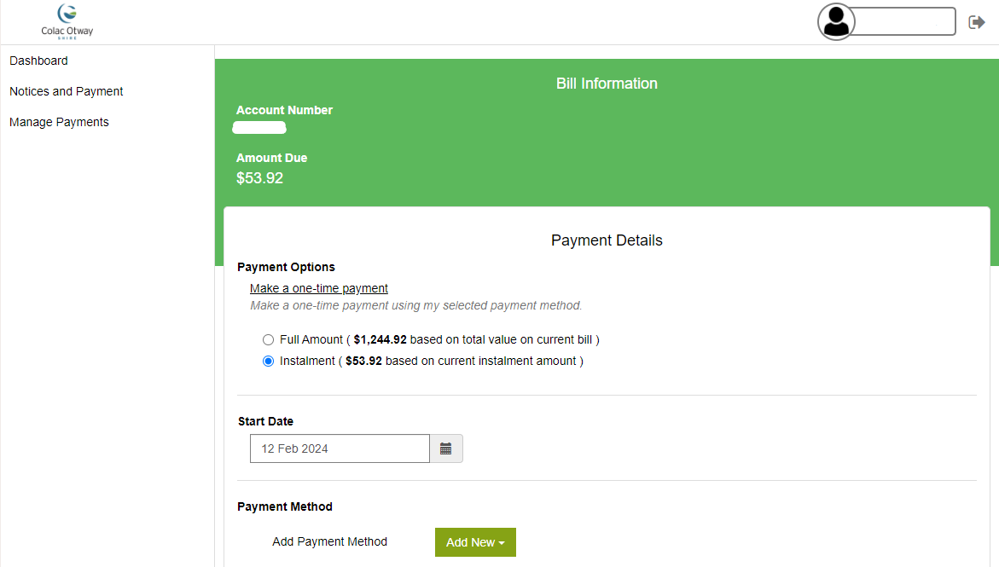 Colac Otway
SHIRE
Dashboard
Notices and Payment
Manage Payments
Bill Information
Account Number
Amount Due
$53.92
Payment Details
Payment Options
Make a one-time payment
Make a one-time payment using my selected payment method.
Full Amount ( $1,244.92 based on total value on current bill )
Instalment ( $53.92 based on current instalment amount )
Start Date
12 Feb 2024
Payment Method
Add Payment Method
Add New